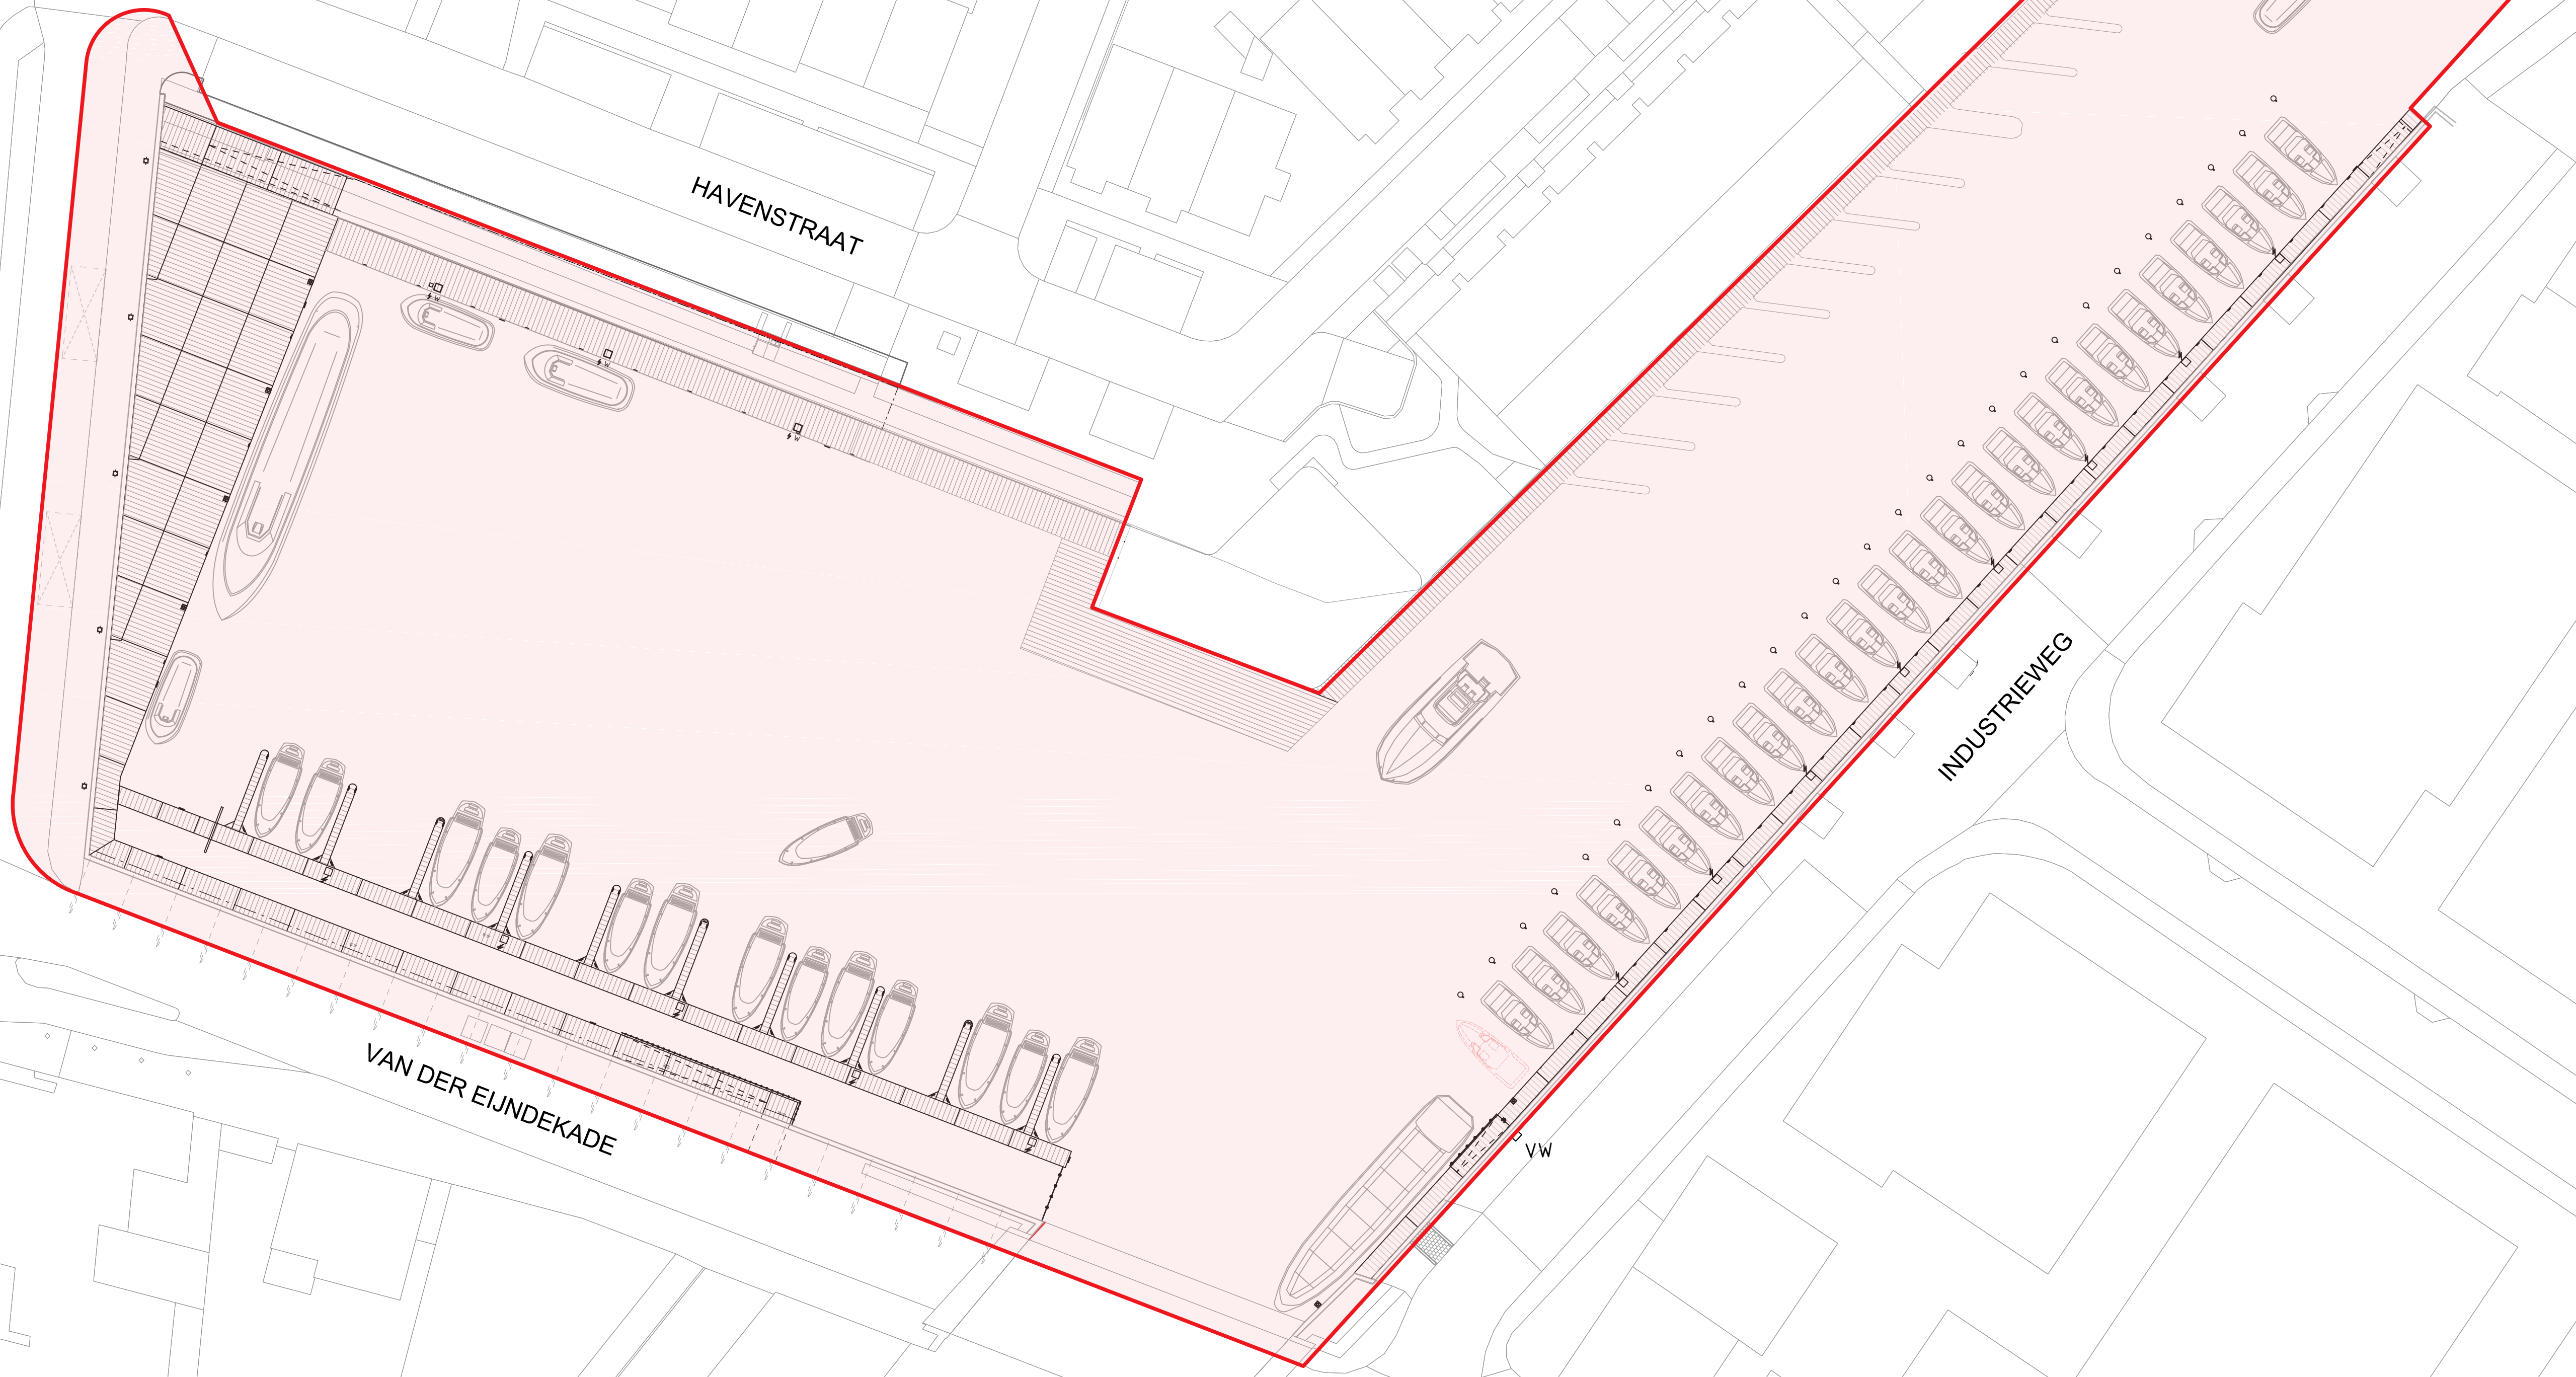 HAVENSTRAAT
W
W
W
INDUSTRIEWEG
VAN DER EIJNDEKADE
VW